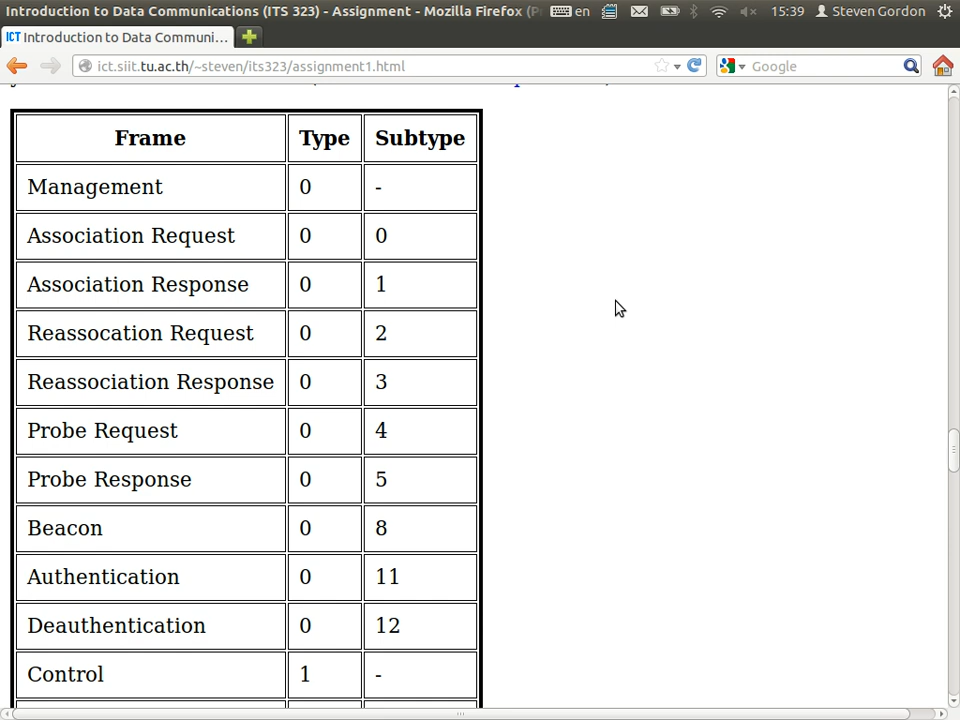 Introduction to Data Communications (ITS 323) - Assignment - Mozilla Firefox en 15:39 Steven Gordon
ICT Introduction to Data Communi...
ict.siit.tu.ac.th/~steven/its323/assignment1.html Google
Frame Type Subtype
Management 0 -
Association Request 0 0
Association Response 0 1
Reassocation Request 0 2
Reassociation Response 0 3
Probe Request 0 4
Probe Response 0 5
Beacon 0 8
Authentication 0 11
Deauthentication 0 12
Control 1 -